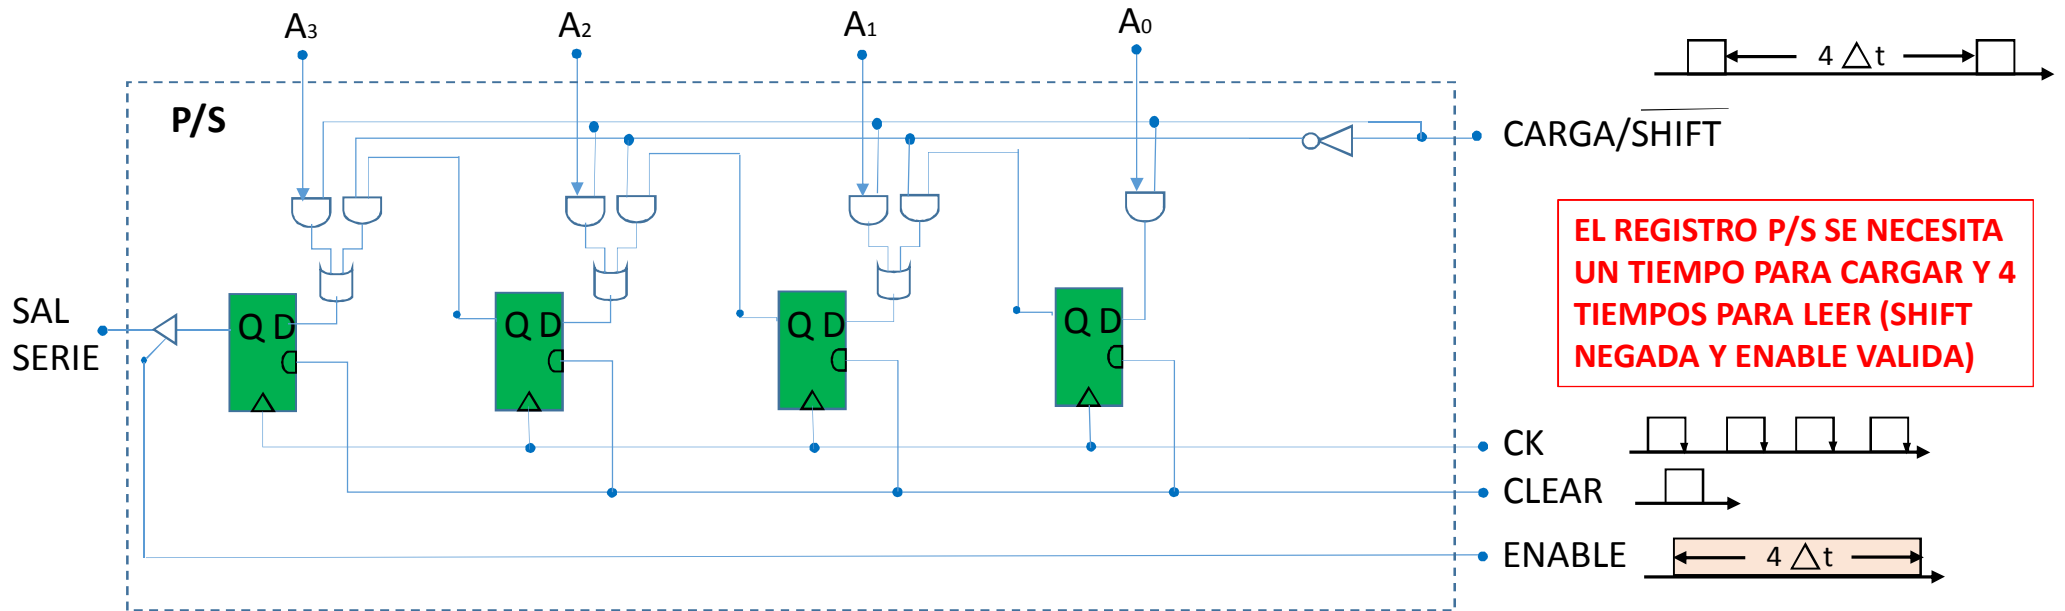 A3
A2
A1
A0
4 △ t
P/S
CARGA/SHIFT
EL REGISTRO P/S SE NECESITA
UN TIEMPO PARA CARGAR Y 4
TIEMPOS PARA LEER (SHIFT
NEGADA Y ENABLE VALIDA)
SAL
SERIE
Q D
Q D
Q D
Q D
CK
CLEAR
ENABLE
4 △ t